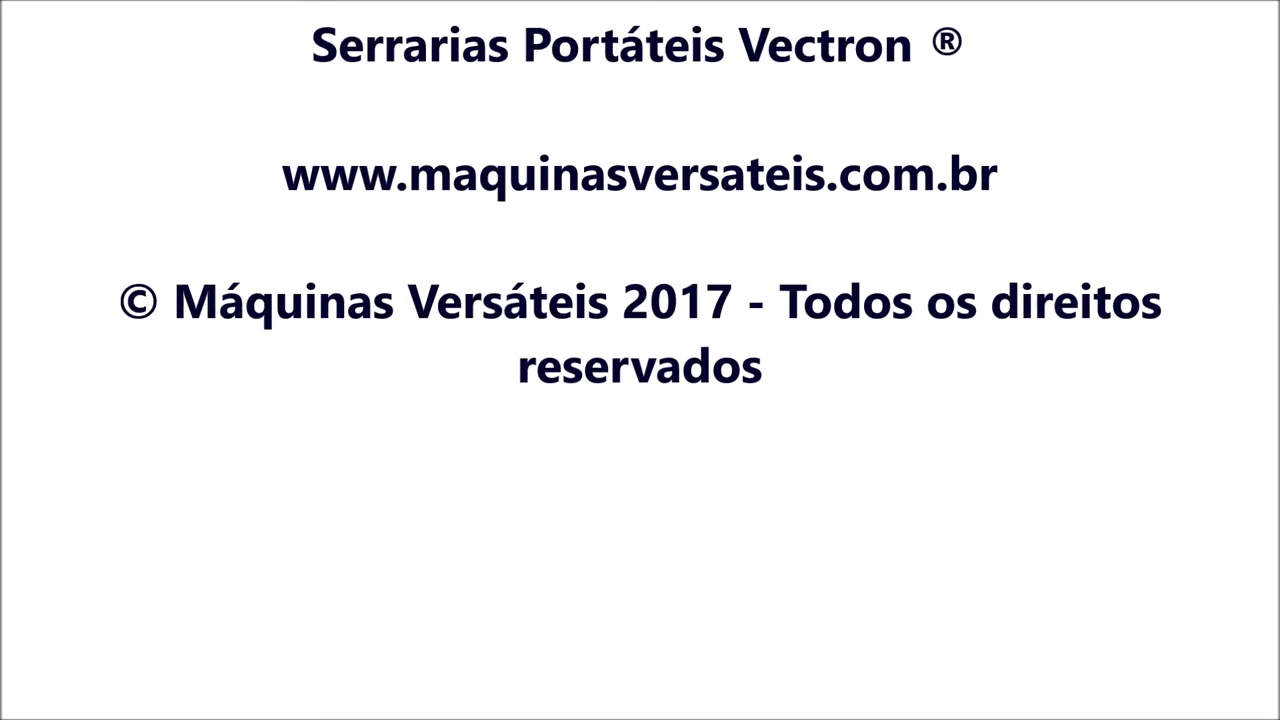 Serrarias Portáteis Vectron ®
www.maquinasversateis.com.br
© Máquinas Versáteis 2017 - Todos os direitos
reservados